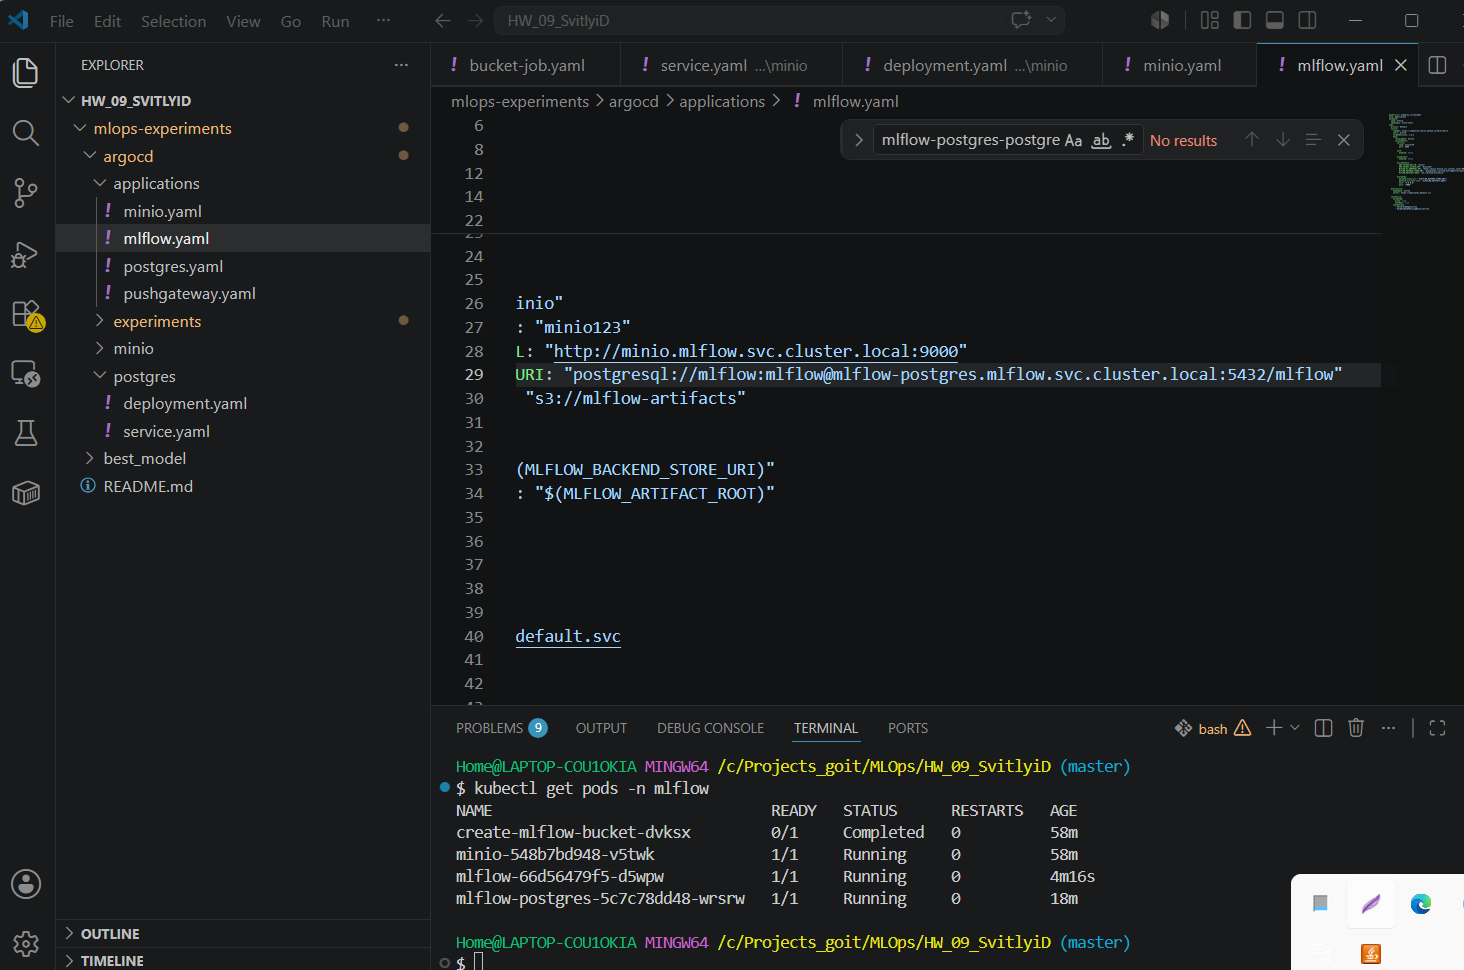 File Edit Selection View Go Run ··· HW_09_SvitlyiD
EXPLORER ···
HW_09_SVITLYID
mlops-experiments
argocd
applications
minio.yaml
mlflow.yaml
postgres.yaml
pushgateway.yaml
experiments
minio
postgres
deployment.yaml
service.yaml
best_model
README.md
OUTLINE
TIMELINE
! bucket-job.yaml ! service.yaml ...\minio ! deployment.yaml ...\minio ! minio.yaml ! mlflow.yaml
mlops-experiments > argocd > applications > ! mlflow.yaml
mlflow-postgres-postgre Aa ab .* No results
6
8
12
14
22
24
25
26 inio"
27 : "minio123"
28 L: "http://minio.mlflow.svc.cluster.local:9000"
29 URI: "postgresql://mlflow:mlflow@mlflow-postgres.mlflow.svc.cluster.local:5432/mlflow"
30 "s3://mlflow-artifacts"
31
32
33 (MLFLOW_BACKEND_STORE_URI)"
34 : "$(MLFLOW_ARTIFACT_ROOT)"
35
36
37
38
39
40 default.svc
41
42
PROBLEMS 9 OUTPUT DEBUG CONSOLE TERMINAL PORTS bash
Home@LAPTOP-COU1OKIA MINGW64 /c/Projects_goit/MLOps/HW_09_SvitlyiD (master)
$ kubectl get pods -n mlflow
NAME READY STATUS RESTARTS AGE
create-mlflow-bucket-dvksx 0/1 Completed 0 58m
minio-548b7bd948-v5twk 1/1 Running 0 58m
mlflow-66d56479f5-d5wpw 1/1 Running 0 4m16s
mlflow-postgres-5c7c78dd48-wrsrw 1/1 Running 0 18m
Home@LAPTOP-COU1OKIA MINGW64 /c/Projects_goit/MLOps/HW_09_SvitlyiD (master)
$